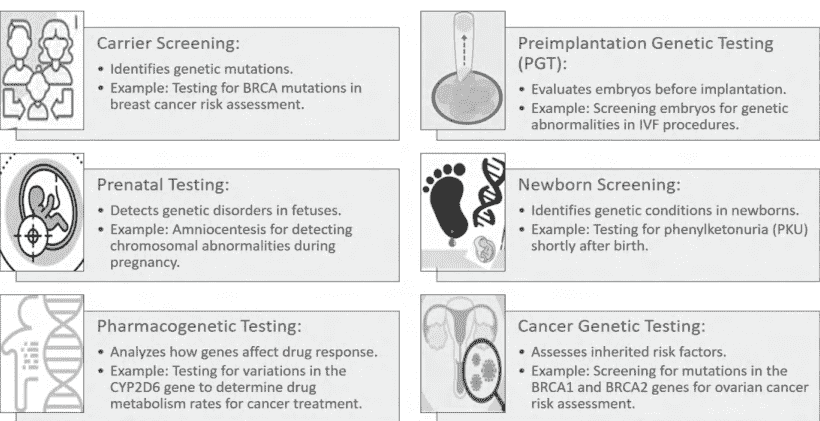 Carrier Screening:
• Identifies genetic mutations.
• Example: Testing for BRCA mutations in
breast cancer risk assessment.
Preimplantation Genetic Testing
(PGT):
• Evaluates embryos before implantation.
• Example: Screening embryos for genetic
abnormalities in IVF procedures.
Prenatal Testing:
• Detects genetic disorders in fetuses.
• Example: Amniocentesis for detecting
chromosomal abnormalities during
pregnancy.
Newborn Screening:
• Identifies genetic conditions in newborns.
• Example: Testing for phenylketonuria (PKU)
shortly after birth.
Pharmacogenetic Testing:
• Analyzes how genes affect drug response.
• Example: Testing for variations in the
CYP2D6 gene to determine drug
metabolism rates for cancer treatment.
Cancer Genetic Testing:
• Assesses inherited risk factors.
• Example: Screening for mutations in the
BRCA1 and BRCA2 genes for ovarian cancer
risk assessment.